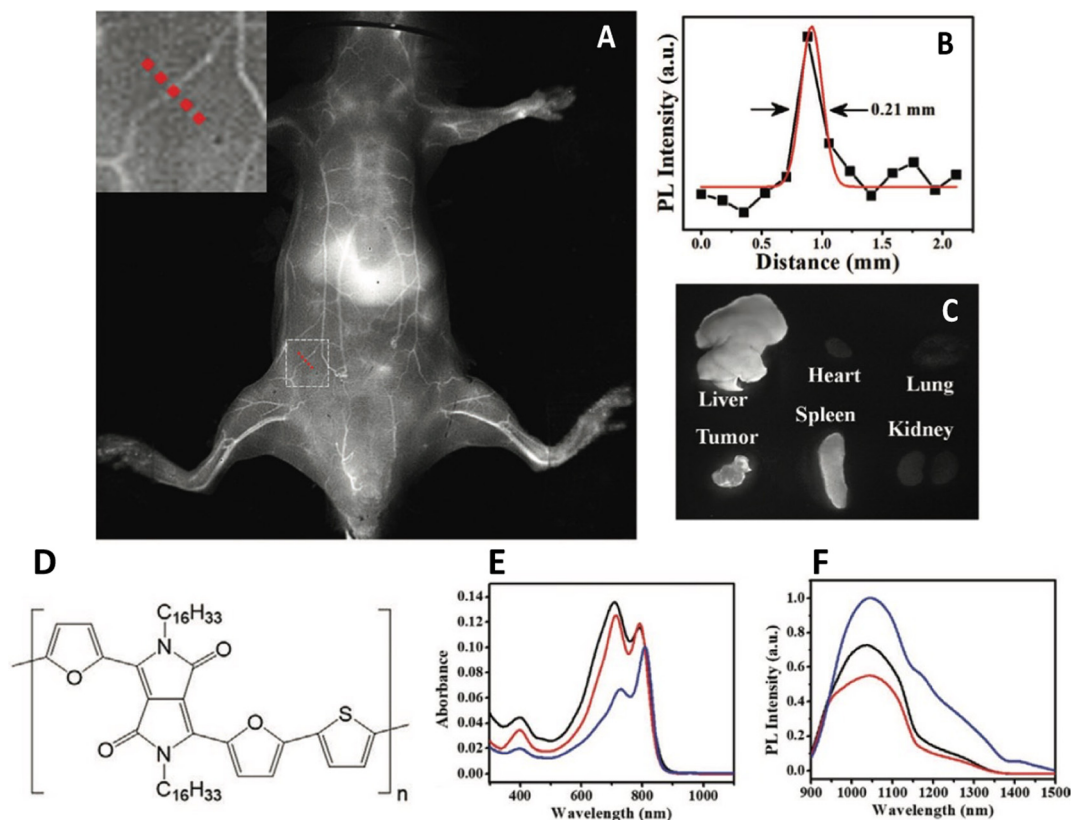 A
B
PL Intensity (a.u.)
0.21 mm
0.0 0.5 1.0 1.5 2.0
Distance (mm)
C
Liver
Heart
Lung
Tumor
Spleen
Kidney
D
C16H33
N
O
O
O
N
O
S
C16H33
n
E
Aborbance
0.14
0.12
0.10
0.08
0.06
0.04
0.02
0.00
400 600 800 1000
Wavelength (nm)
F
PL Intensity (a.u.)
1.0
0.8
0.6
0.4
0.2
0.0
900 1000 1100 1200 1300 1400 1500
Wavelength (nm)